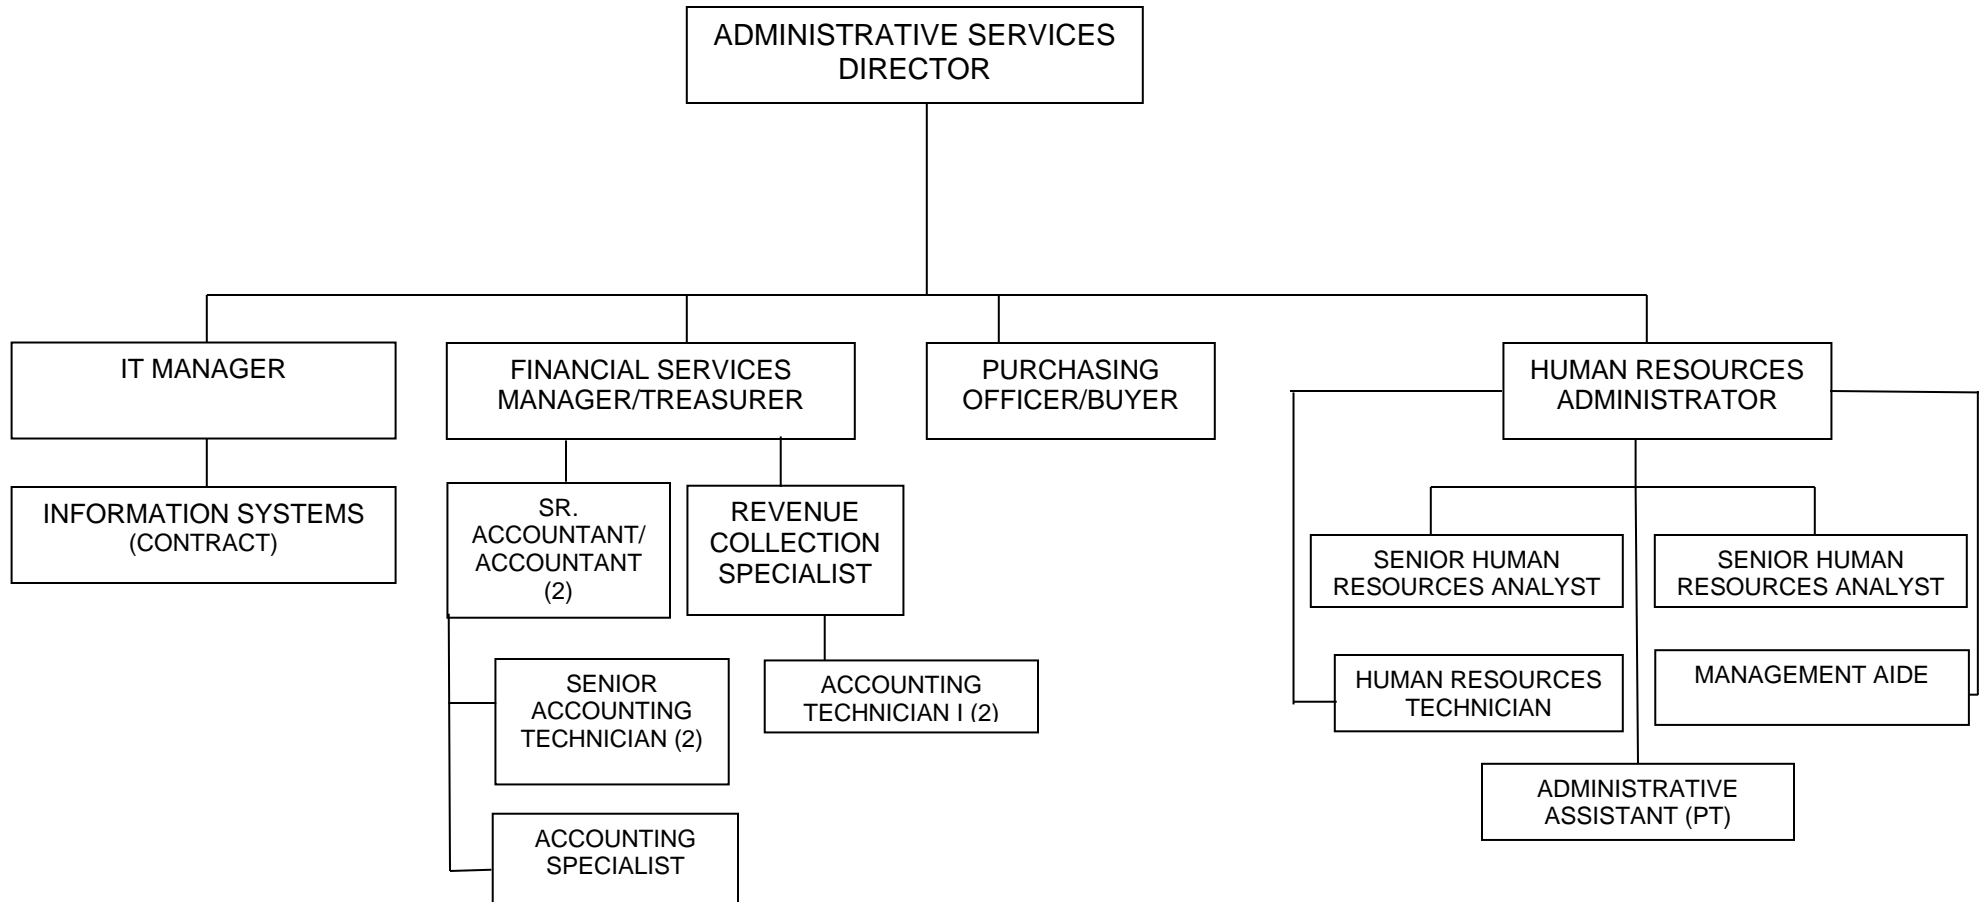 ADMINISTRATIVE SERVICES
DIRECTOR
IT MANAGER
FINANCIAL SERVICES
MANAGER/TREASURER
PURCHASING
OFFICER/BUYER
HUMAN RESOURCES
ADMINISTRATOR
INFORMATION SYSTEMS
(CONTRACT)
SR.
ACCOUNTANT/
ACCOUNTANT
(2)
REVENUE
COLLECTION
SPECIALIST
SENIOR HUMAN
RESOURCES ANALYST
SENIOR HUMAN
RESOURCES ANALYST
SENIOR
ACCOUNTING
TECHNICIAN (2)
ACCOUNTING
TECHNICIAN I (2)
HUMAN RESOURCES
TECHNICIAN
MANAGEMENT AIDE
ADMINISTRATIVE
ASSISTANT (PT)
ACCOUNTING
SPECIALIST